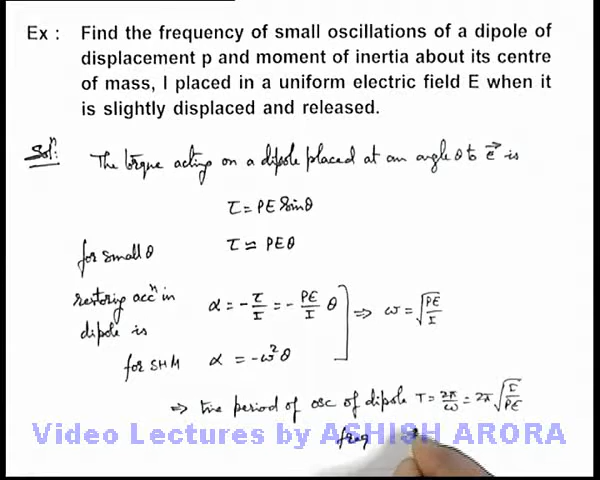 Ex : Find the frequency of small oscillations of a dipole of
displacement p and moment of inertia about its centre
of mass, I placed in a uniform electric field E when it
is slightly displaced and released.
Solⁿ: The torque acting on a dipole placed at an angle θ to E⃗ is
τ = PE Sinθ
for small θ τ ≃ PEθ
restoring accⁿ in
dipole is α = -τ/I = -PE/I θ
⇒ ω = √(PE/I)
for SHM α = -ω²θ
⇒ time period of osc of dipole T = 2π/ω = 2π √(I/PE)
Video Lectures by ASHISH ARORA
freq